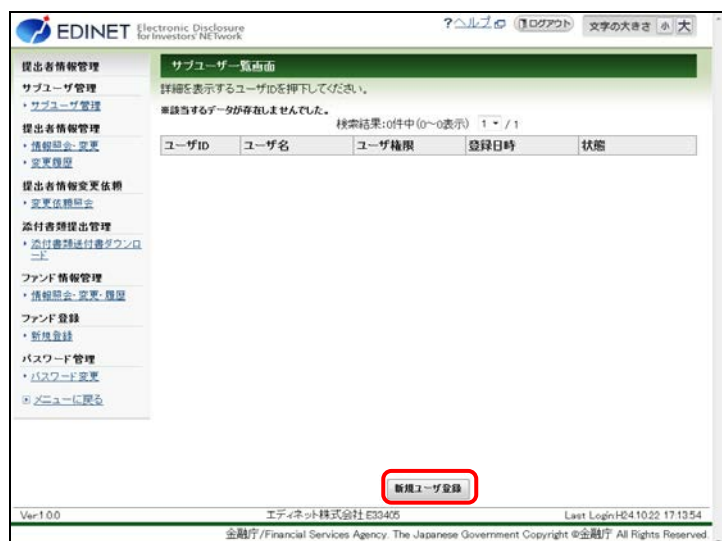 EDINET Electronic Disclosure
for Investors' NETwork
?ヘルプ ログアウト 文字の大きさ 小 大
提出者情報管理
サブユーザ管理
・サブユーザ管理
提出者情報管理
・情報照会・変更
・変更履歴
提出者情報変更依頼
・変更依頼照会
添付書類提出管理
・添付書類送付書ダウンロ
ード
ファンド情報管理
・情報照会・変更・履歴
ファンド登録
・新規登録
パスワード管理
・パスワード変更
メニューに戻る
サブユーザ一覧画面
詳細を表示するユーザIDを押下してください。
※該当するデータが存在しませんでした。
検索結果:0件中(0～0表示) 1 / 1
ユーザID ユーザ名 ユーザ権限 登録日時 状態
新規ユーザ登録
Ver1.0.0 エディネット株式会社 E33405 Last Login:H24.10.22 17:13:54
金融庁/Financial Services Agency. The Japanese Government Copyright ©金融庁 All Rights Reserved.